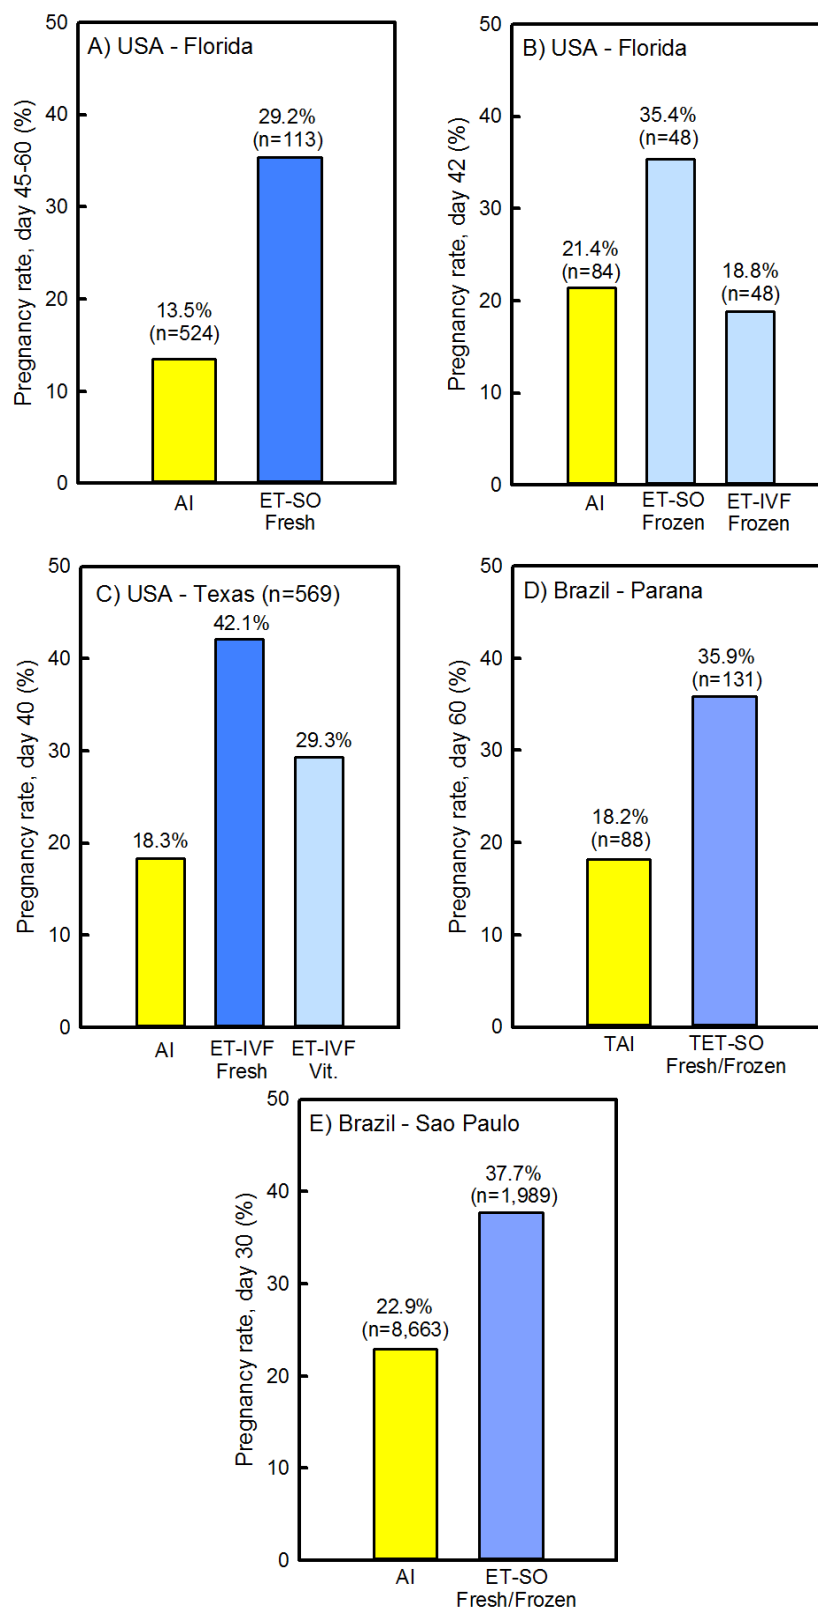 A) USA - Florida
Pregnancy rate, day 45-60 (%)
50
40
30
20
10
0
13.5%
(n=524)
29.2%
(n=113)
AI
ET-SO
Fresh
B) USA - Florida
Pregnancy rate, day 42 (%)
50
40
30
20
10
0
21.4%
(n=84)
35.4%
(n=48)
18.8%
(n=48)
AI
ET-SO
Frozen
ET-IVF
Frozen
C) USA - Texas (n=569)
Pregnancy rate, day 40 (%)
50
40
30
20
10
0
18.3%
42.1%
29.3%
AI
ET-IVF
Fresh
ET-IVF
Vit.
D) Brazil - Parana
Pregnancy rate, day 60 (%)
50
40
30
20
10
0
18.2%
(n=88)
35.9%
(n=131)
TAI
TET-SO
Fresh/Frozen
E) Brazil - Sao Paulo
Pregnancy rate, day 30 (%)
50
40
30
20
10
0
22.9%
(n=8,663)
37.7%
(n=1,989)
AI
ET-SO
Fresh/Frozen